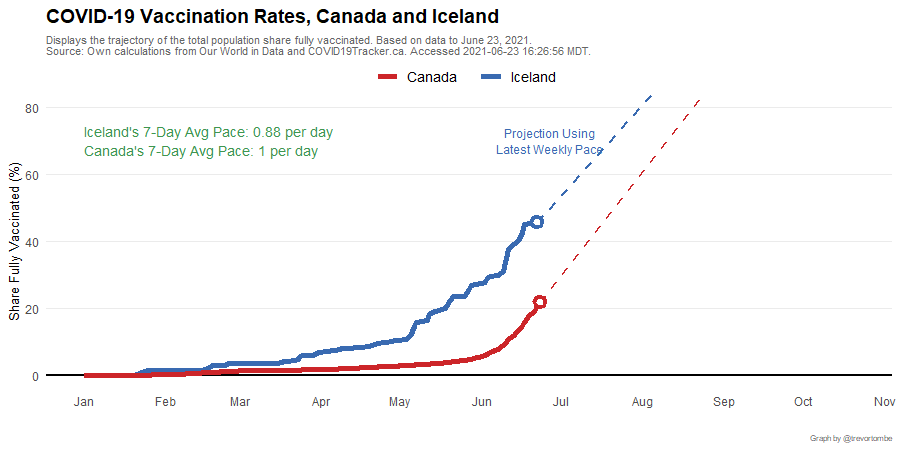 COVID-19 Vaccination Rates, Canada and Iceland
Displays the trajectory of the total population share fully vaccinated. Based on data to June 23, 2021.
Source: Own calculations from Our World in Data and COVID19Tracker.ca. Accessed 2021-06-23 16:26:56 MDT.
Canada Iceland
Share Fully Vaccinated (%)
80
60
40
20
0
Iceland's 7-Day Avg Pace: 0.88 per day
Canada's 7-Day Avg Pace: 1 per day
Projection Using
Latest Weekly Pace
Jan Feb Mar Apr May Jun Jul Aug Sep Oct Nov
Graph by @trevortombe